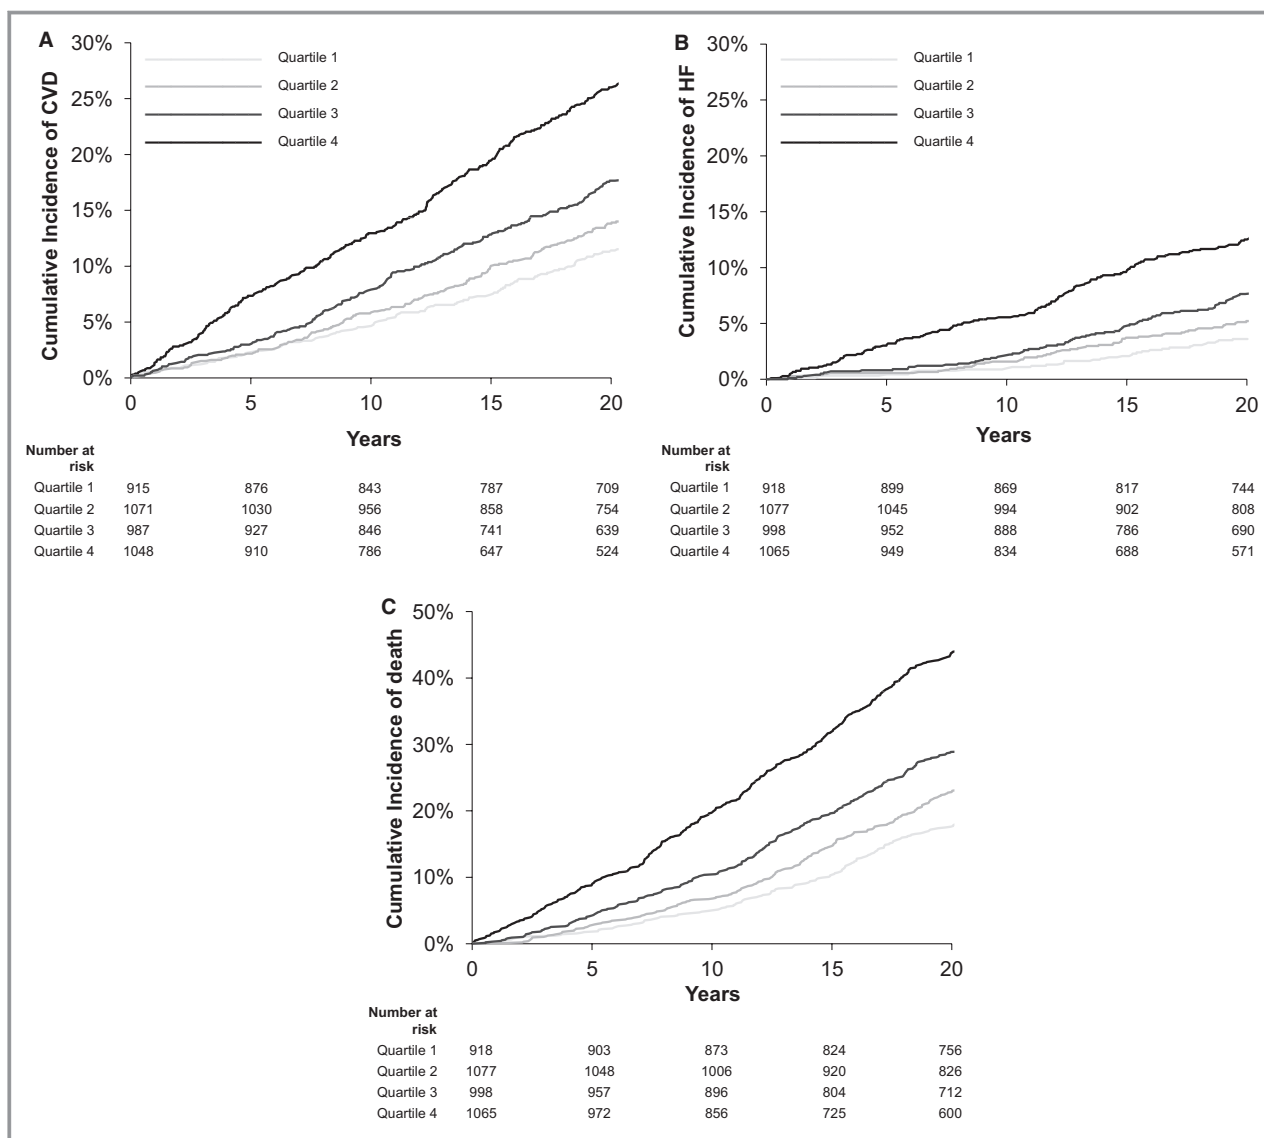 A
Cumulative Incidence of CVD
30%
25%
20%
15%
10%
5%
0%
Quartile 1
Quartile 2
Quartile 3
Quartile 4
0 5 10 15 20
Years
Number at
risk
Quartile 1 915 876 843 787 709
Quartile 2 1071 1030 956 858 754
Quartile 3 987 927 846 741 639
Quartile 4 1048 910 786 647 524
B
Cumulative Incidence of HF
30%
25%
20%
15%
10%
5%
0%
Quartile 1
Quartile 2
Quartile 3
Quartile 4
0 5 10 15 20
Years
Number at
risk
Quartile 1 918 899 869 817 744
Quartile 2 1077 1045 994 902 808
Quartile 3 998 952 888 786 690
Quartile 4 1065 949 834 688 571
C
Cumulative Incidence of death
50%
40%
30%
20%
10%
0%
0 5 10 15 20
Years
Number at
risk
Quartile 1 918 903 873 824 756
Quartile 2 1077 1048 1006 920 826
Quartile 3 998 957 896 804 712
Quartile 4 1065 972 856 725 600